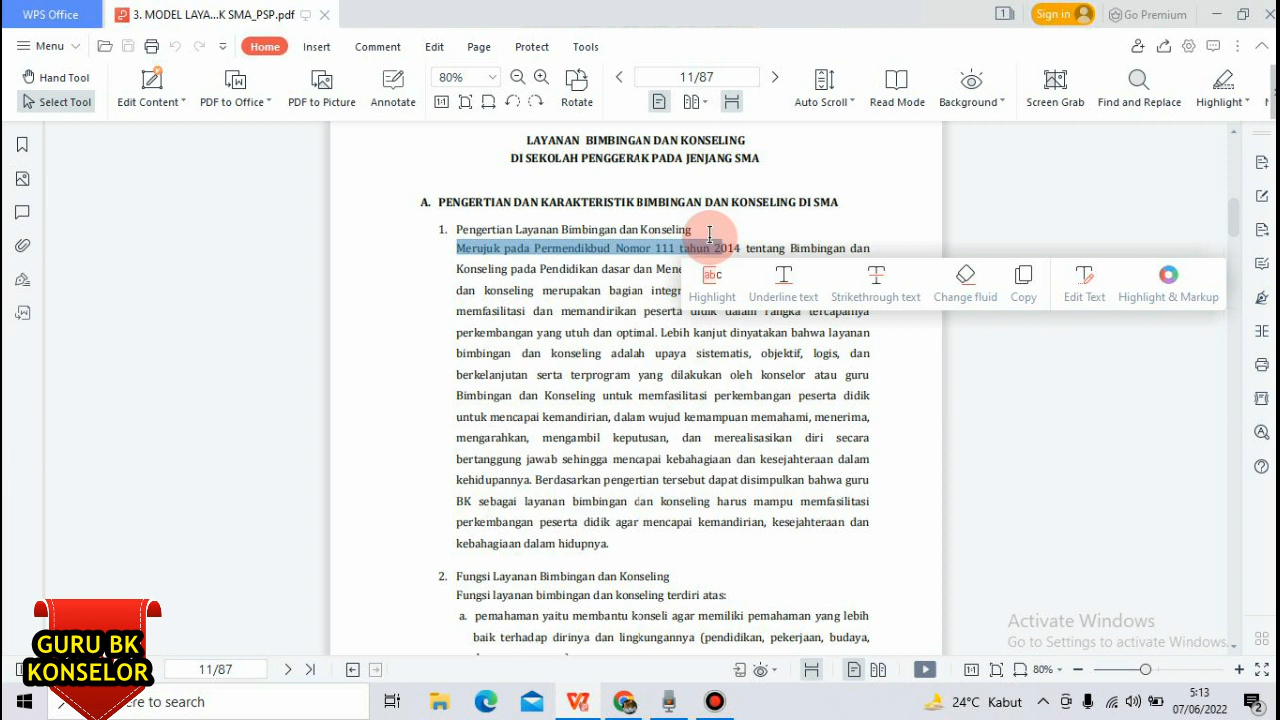 WPS Office
3. MODEL LAYA...K SMA_PSP.pdf
1
Sign in
Go Premium
Menu
Home
Insert
Comment
Edit
Page
Protect
Tools
Hand Tool
Select Tool
Edit Content
PDF to Office
PDF to Picture
Annotate
80%
Rotate
11/87
Auto Scroll
Read Mode
Background
Screen Grab
Find and Replace
Highlight
LAYANAN BIMBINGAN DAN KONSELING
DI SEKOLAH PENGGERAK PADA JENJANG SMA
A. PENGERTIAN DAN KARAKTERISTIK BIMBINGAN DAN KONSELING DI SMA
1. Pengertian Layanan Bimbingan dan Konseling
Merujuk pada Permendikbud Nomor 111 tahun 2014 tentang Bimbingan dan
Konseling pada Pendidikan dasar dan Mene
dan konseling merupakan bagian integr
memfasilitasi dan memandirikan peserta didik dalam rangka tercapainya
perkembangan yang utuh dan optimal. Lebih kanjut dinyatakan bahwa layanan
bimbingan dan konseling adalah upaya sistematis, objektif, logis, dan
berkelanjutan serta terprogram yang dilakukan oleh konselor atau guru
Bimbingan dan Konseling untuk memfasilitasi perkembangan peserta didik
untuk mencapai kemandirian, dalam wujud kemampuan memahami, menerima,
mengarahkan, mengambil keputusan, dan merealisasikan diri secara
bertanggung jawab sehingga mencapai kebahagiaan dan kesejahteraan dalam
kehidupannya. Berdasarkan pengertian tersebut dapat disimpulkan bahwa guru
BK sebagai layanan bimbingan dan konseling harus mampu memfasilitasi
perkembangan peserta didik agar mencapai kemandirian, kesejahteraan dan
kebahagiaan dalam hidupnya.
2. Fungsi Layanan Bimbingan dan Konseling
Fungsi layanan bimbingan dan konseling terdiri atas:
a. pemahaman yaitu membantu konseli agar memiliki pemahaman yang lebih
baik terhadap dirinya dan lingkungannya (pendidikan, pekerjaan, budaya,
abc
Highlight
Underline text
Strikethrough text
Change fluid
Copy
Edit Text
Highlight & Markup
Activate Windows
Go to Settings to activate Windows.
GURU BK
KONSELOR
11/87
80%
here to search
24°C Kabut
5:13
07/06/2022
2